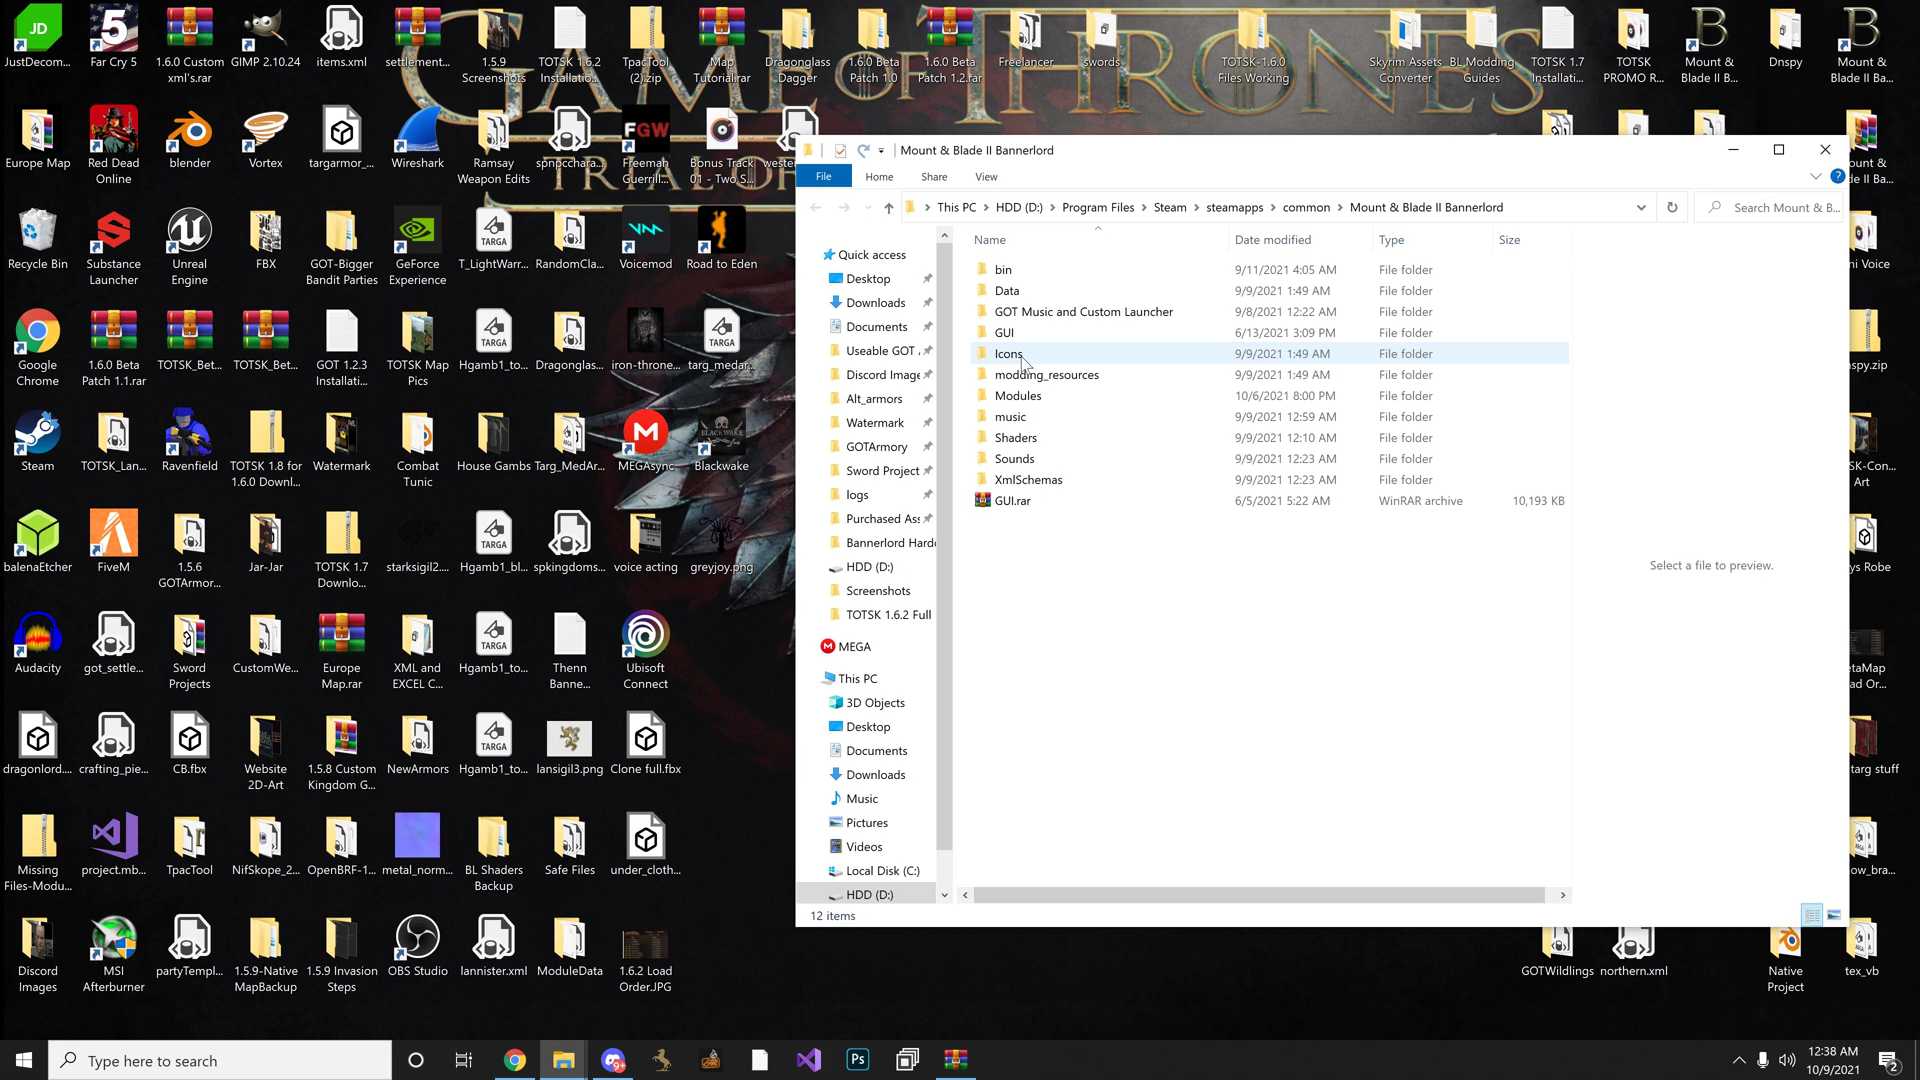 GAME OF THRONES
TRIAL OF
JustDecom...
Far Cry 5
1.6.0 Custom
xml's.rar
GIMP 2.10.24
items.xml
settlement...
1.5.9
Screenshots
TOTSK 1.6.2
Installatio...
TpacTool
(2).zip
Map
Tutorial.rar
Dragonglass
Dagger
1.6.0 Beta
Patch 1.0
1.6.0 Beta
Patch 1.2.rar
Freelancer
swords
TOTSK-1.6.0
Files Working
Skyrim Assets
Converter
BL Modding
Guides
TOTSK 1.7
Installati...
TOTSK
PROMO R...
Mount &
Blade II B...
Dnspy
Mount &
Blade II Ba...
Europe Map
Red Dead
Online
blender
Vortex
targarmor_...
Wireshark
Ramsay
Weapon Edits
spnpcchara...
Freeman
Guerrill...
Bonus Track
01 - Two S...
wester
Recycle Bin
Substance
Launcher
Unreal
Engine
FBX
GOT-Bigger
Bandit Parties
GeForce
Experience
T_LightWarr...
RandomCla...
Voicemod
Road to Eden
Google
Chrome
1.6.0 Beta
Patch 1.1.rar
TOTSK_Bet...
TOTSK_Bet...
GOT 1.2.3
Installati...
TOTSK Map
Pics
Hgamb1_to...
Dragonglas...
iron-throne...
targ_medar...
Steam
TOTSK_Lan...
Ravenfield
TOTSK 1.8 for
1.6.0 Downl...
Watermark
Combat
Tunic
House Gambs
Targ_MedAr...
MEGAsync
Blackwake
balenaEtcher
FiveM
1.5.6
GOTArmor...
Jar-Jar
TOTSK 1.7
Downlo...
starksigil2....
Hgamb1_bl...
spkingdoms...
voice acting
greyjoy.png
Audacity
got_settle...
Sword
Projects
CustomWe...
Europe
Map.rar
XML and
EXCEL C...
Hgamb1_to...
Thenn
Banne...
Ubisoft
Connect
dragonlord....
crafting_pie...
CB.fbx
Website
2D-Art
1.5.8 Custom
Kingdom G...
NewArmors
Hgamb1_to...
lansigil3.png
Clone full.fbx
Missing
Files-Modu...
project.mb...
TpacTool
NifSkope_2...
OpenBRF-1...
metal_norm...
BL Shaders
Backup
Safe Files
under_cloth...
Discord
Images
MSI
Afterburner
partyTempl...
1.5.9-Native
MapBackup
1.5.9 Invasion
Steps
OBS Studio
lannister.xml
ModuleData
1.6.2 Load
Order.JPG
Mount & Blade II Bannerlord
File Home Share View
This PC > HDD (D:) > Program Files > Steam > steamapps > common > Mount & Blade II Bannerlord
Search Mount & B...
Quick access
Desktop
Downloads
Documents
Useable GOT
Discord Image
Alt_armors
Watermark
GOTArmory
Sword Project
logs
Purchased Ass
Bannerlord Hard
HDD (D:)
Screenshots
TOTSK 1.6.2 Full
MEGA
This PC
3D Objects
Desktop
Documents
Downloads
Music
Pictures
Videos
Local Disk (C:)
HDD (D:)
Name Date modified Type Size
bin 9/11/2021 4:05 AM File folder
Data 9/9/2021 1:49 AM File folder
GOT Music and Custom Launcher 9/8/2021 12:22 AM File folder
GUI 6/13/2021 3:09 PM File folder
Icons 9/9/2021 1:49 AM File folder
modding_resources 9/9/2021 1:49 AM File folder
Modules 10/6/2021 8:00 PM File folder
music 9/9/2021 12:59 AM File folder
Shaders 9/9/2021 12:10 AM File folder
Sounds 9/9/2021 12:23 AM File folder
XmlSchemas 9/9/2021 12:23 AM File folder
GUI.rar 6/5/2021 5:22 AM WinRAR archive 10,193 KB
Select a file to preview.
12 items
GOTWildlings
northern.xml
Native
Project
tex_vb
Type here to search
12:38 AM
10/9/2021
2